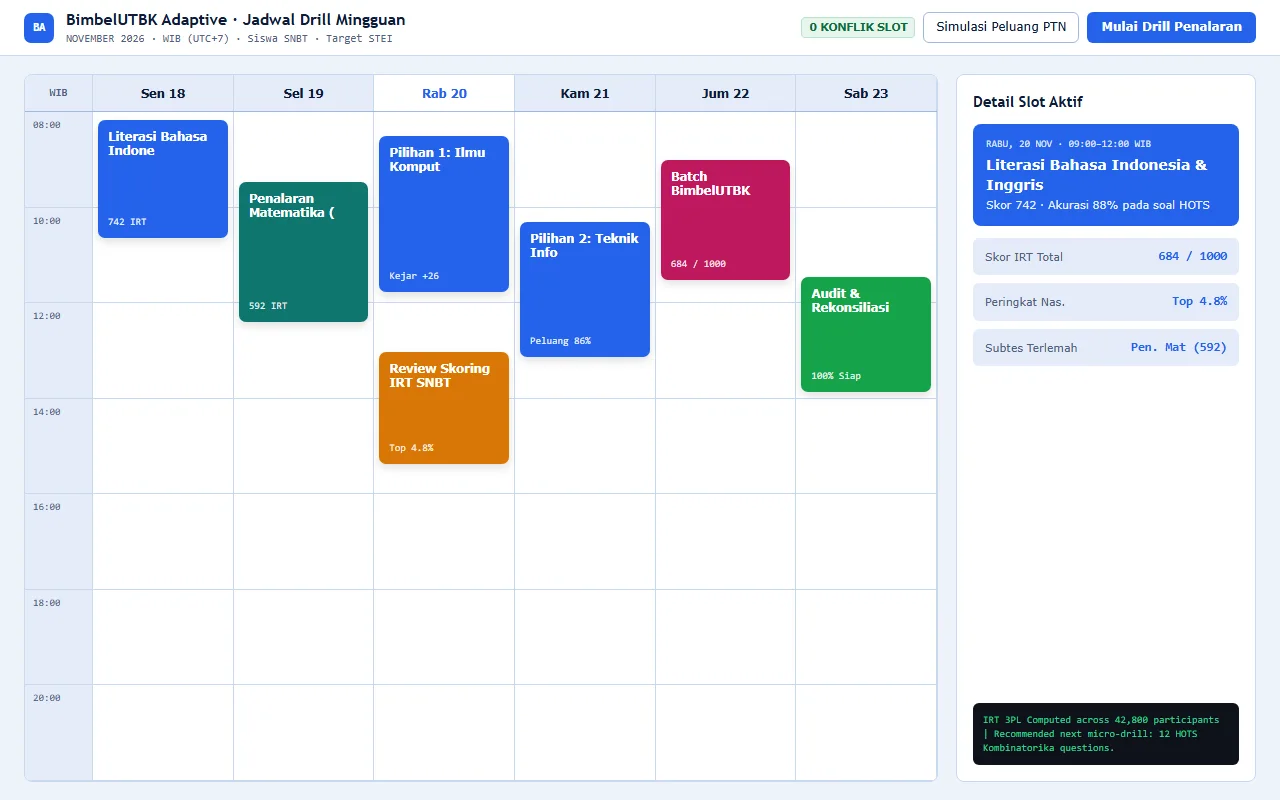 BA
BimbelUTBK Adaptive · Jadwal Drill Mingguan
NOVEMBER 2026 · WIB (UTC+7) · Siswa SNBT · Target STEI
0 KONFLIK SLOT
Simulasi Peluang PTN
Mulai Drill Penalaran
WIB
Sen 18
Sel 19
Rab 20
Kam 21
Jum 22
Sab 23
08:00
10:00
12:00
14:00
16:00
18:00
20:00
Literasi Bahasa
Indone
742 IRT
Penalaran
Matematika (
592 IRT
Pilihan 1: Ilmu
Komput
Kejar +26
Review Skoring
IRT SNBT
Top 4.8%
Pilihan 2: Teknik
Info
Peluang 86%
Batch
BimbelUTBK
684 / 1000
Audit &
Rekonsiliasi
100% Siap
Detail Slot Aktif
RABU, 20 NOV · 09:00–12:00 WIB
Literasi Bahasa Indonesia &
Inggris
Skor 742 · Akurasi 88% pada soal HOTS
Skor IRT Total
684 / 1000
Peringkat Nas.
Top 4.8%
Subtes Terlemah
Pen. Mat (592)
IRT 3PL Computed across 42,800 participants
| Recommended next micro-drill: 12 HOTS
Kombinatorika questions.